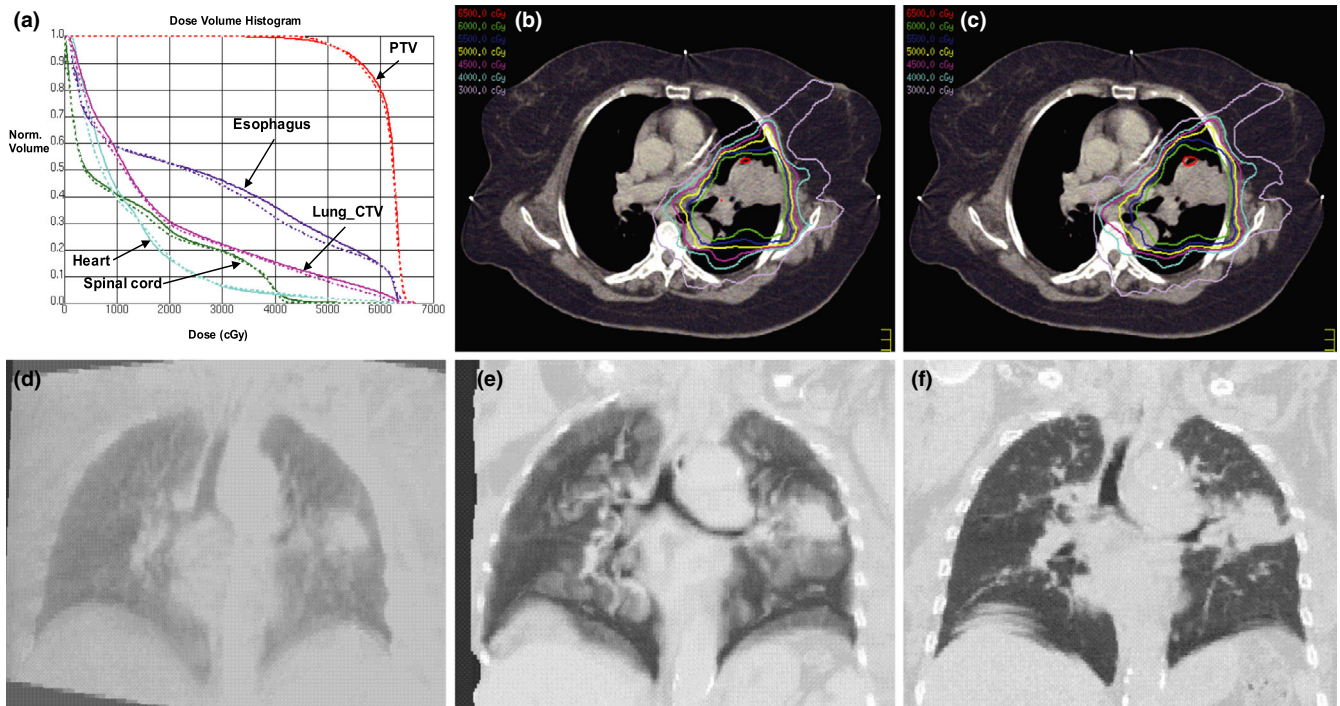 (a)
Dose Volume Histogram
1.0
0.9
0.8
0.7
0.6
0.5
0.4
0.3
0.2
0.1
0.0
Norm.
Volume
PTV
Esophagus
Lung_CTV
Heart
Spinal cord
0 1000 2000 3000 4000 5000 6000 7000
Dose (cGy)
(b)
6500.0 cGy
6000.0 cGy
5500.0 cGy
5000.0 cGy
4500.0 cGy
4000.0 cGy
3000.0 cGy
(c)
6500.0 cGy
6000.0 cGy
5500.0 cGy
5000.0 cGy
4500.0 cGy
4000.0 cGy
3000.0 cGy
(d)
(e)
(f)